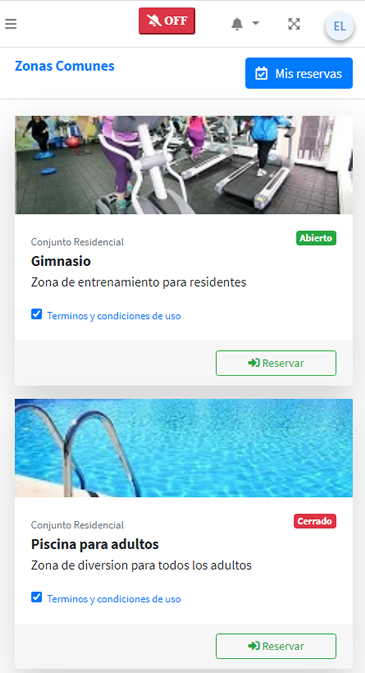 OFF
EL
Zonas Comunes
Mis reservas
Conjunto Residencial
Abierto
Gimnasio
Zona de entrenamiento para residentes
Terminos y condiciones de uso
Reservar
Conjunto Residencial
Cerrado
Piscina para adultos
Zona de diversion para todos los adultos
Terminos y condiciones de uso
Reservar